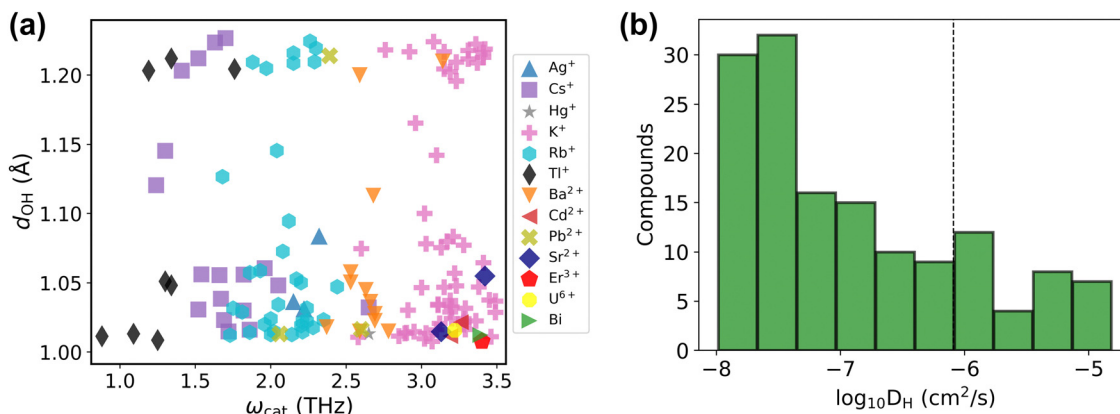 (a)
1.20
1.15
1.10
1.05
1.00
d_OH (Å)
1.0 1.5 2.0 2.5 3.0 3.5
ω_cat (THz)
Ag⁺
Cs⁺
Hg⁺
K⁺
Rb⁺
Tl⁺
Ba²⁺
Cd²⁺
Pb²⁺
Sr²⁺
Er³⁺
U⁶⁺
Bi
(b)
30
25
20
15
10
5
0
Compounds
−8 −7 −6 −5
log₁₀D_H (cm²/s)